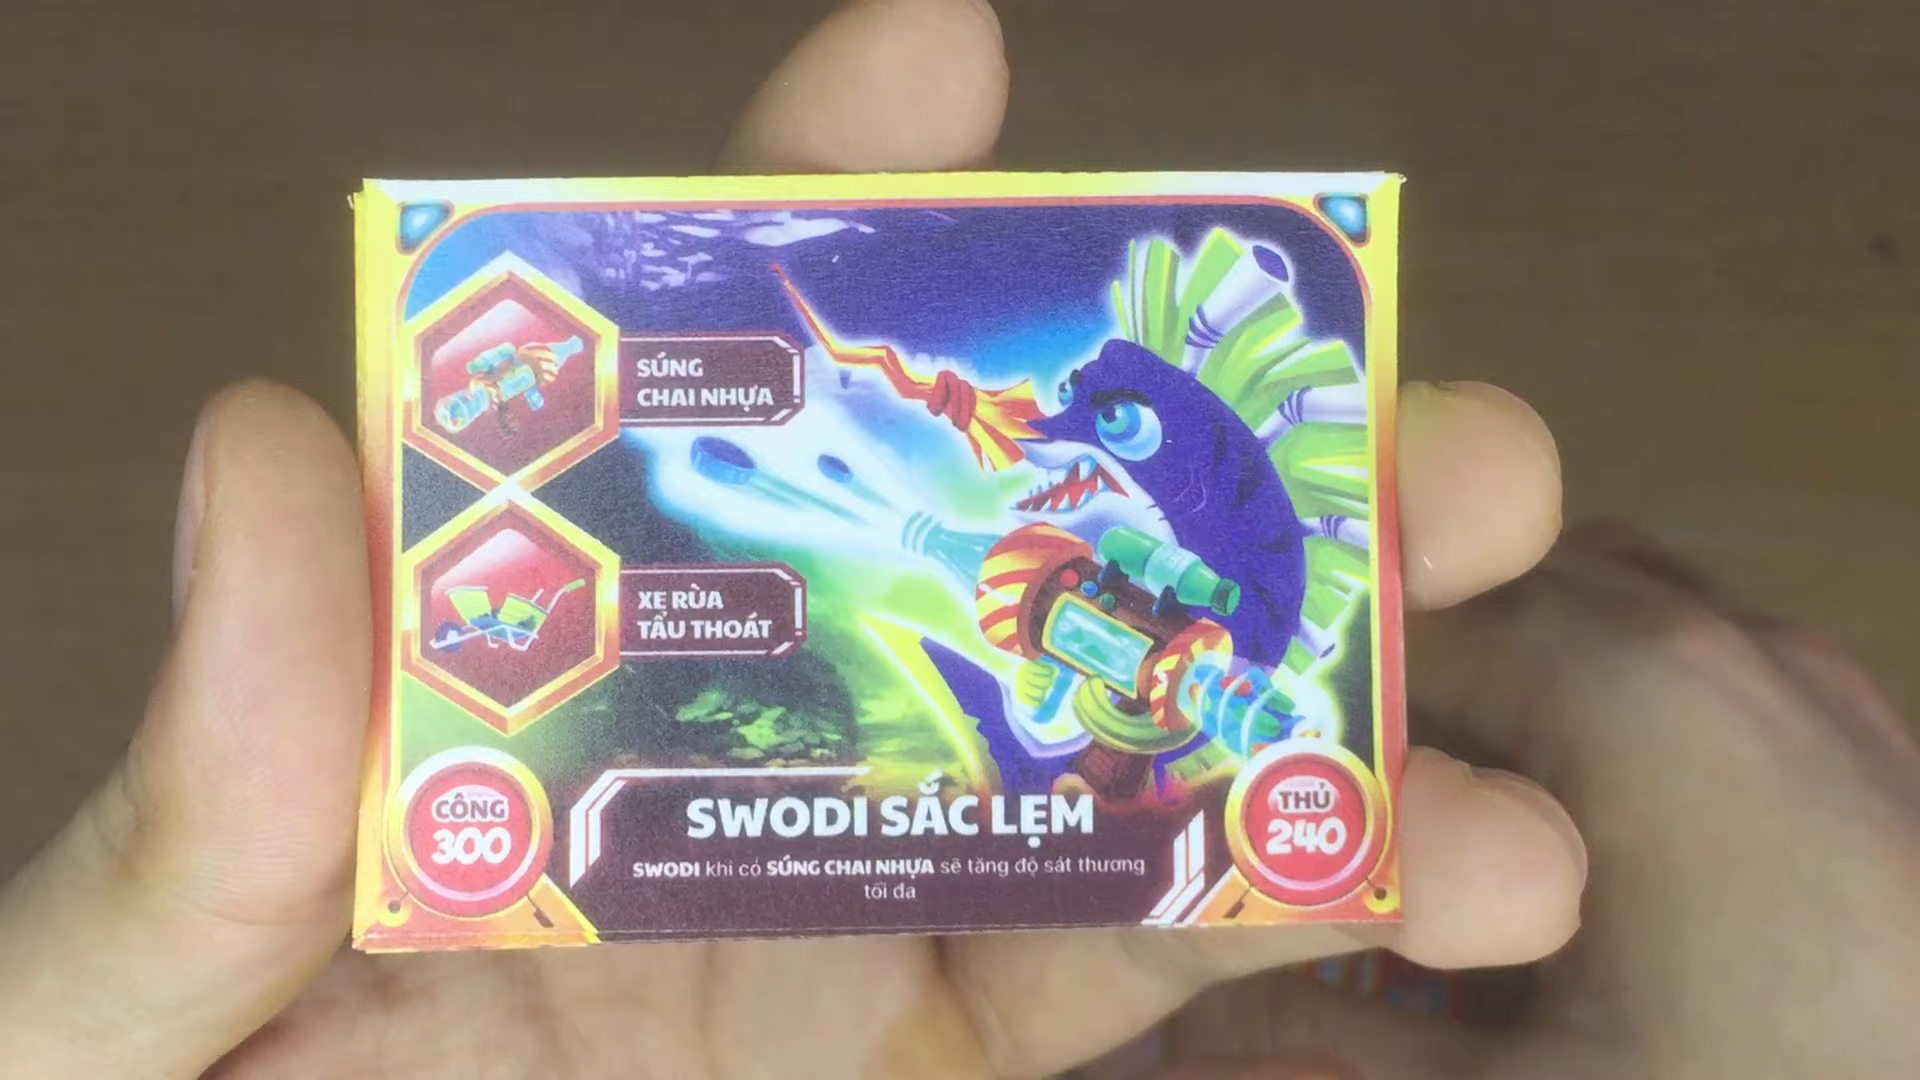 SÚNG
CHAI NHỰA
XE RÙA
TẨU THOÁT
CÔNG
300
SWODI SẮC LẸM
THỦ
240
SWODI khi có SÚNG CHAI NHỰA sẽ tăng độ sát thương
tối đa